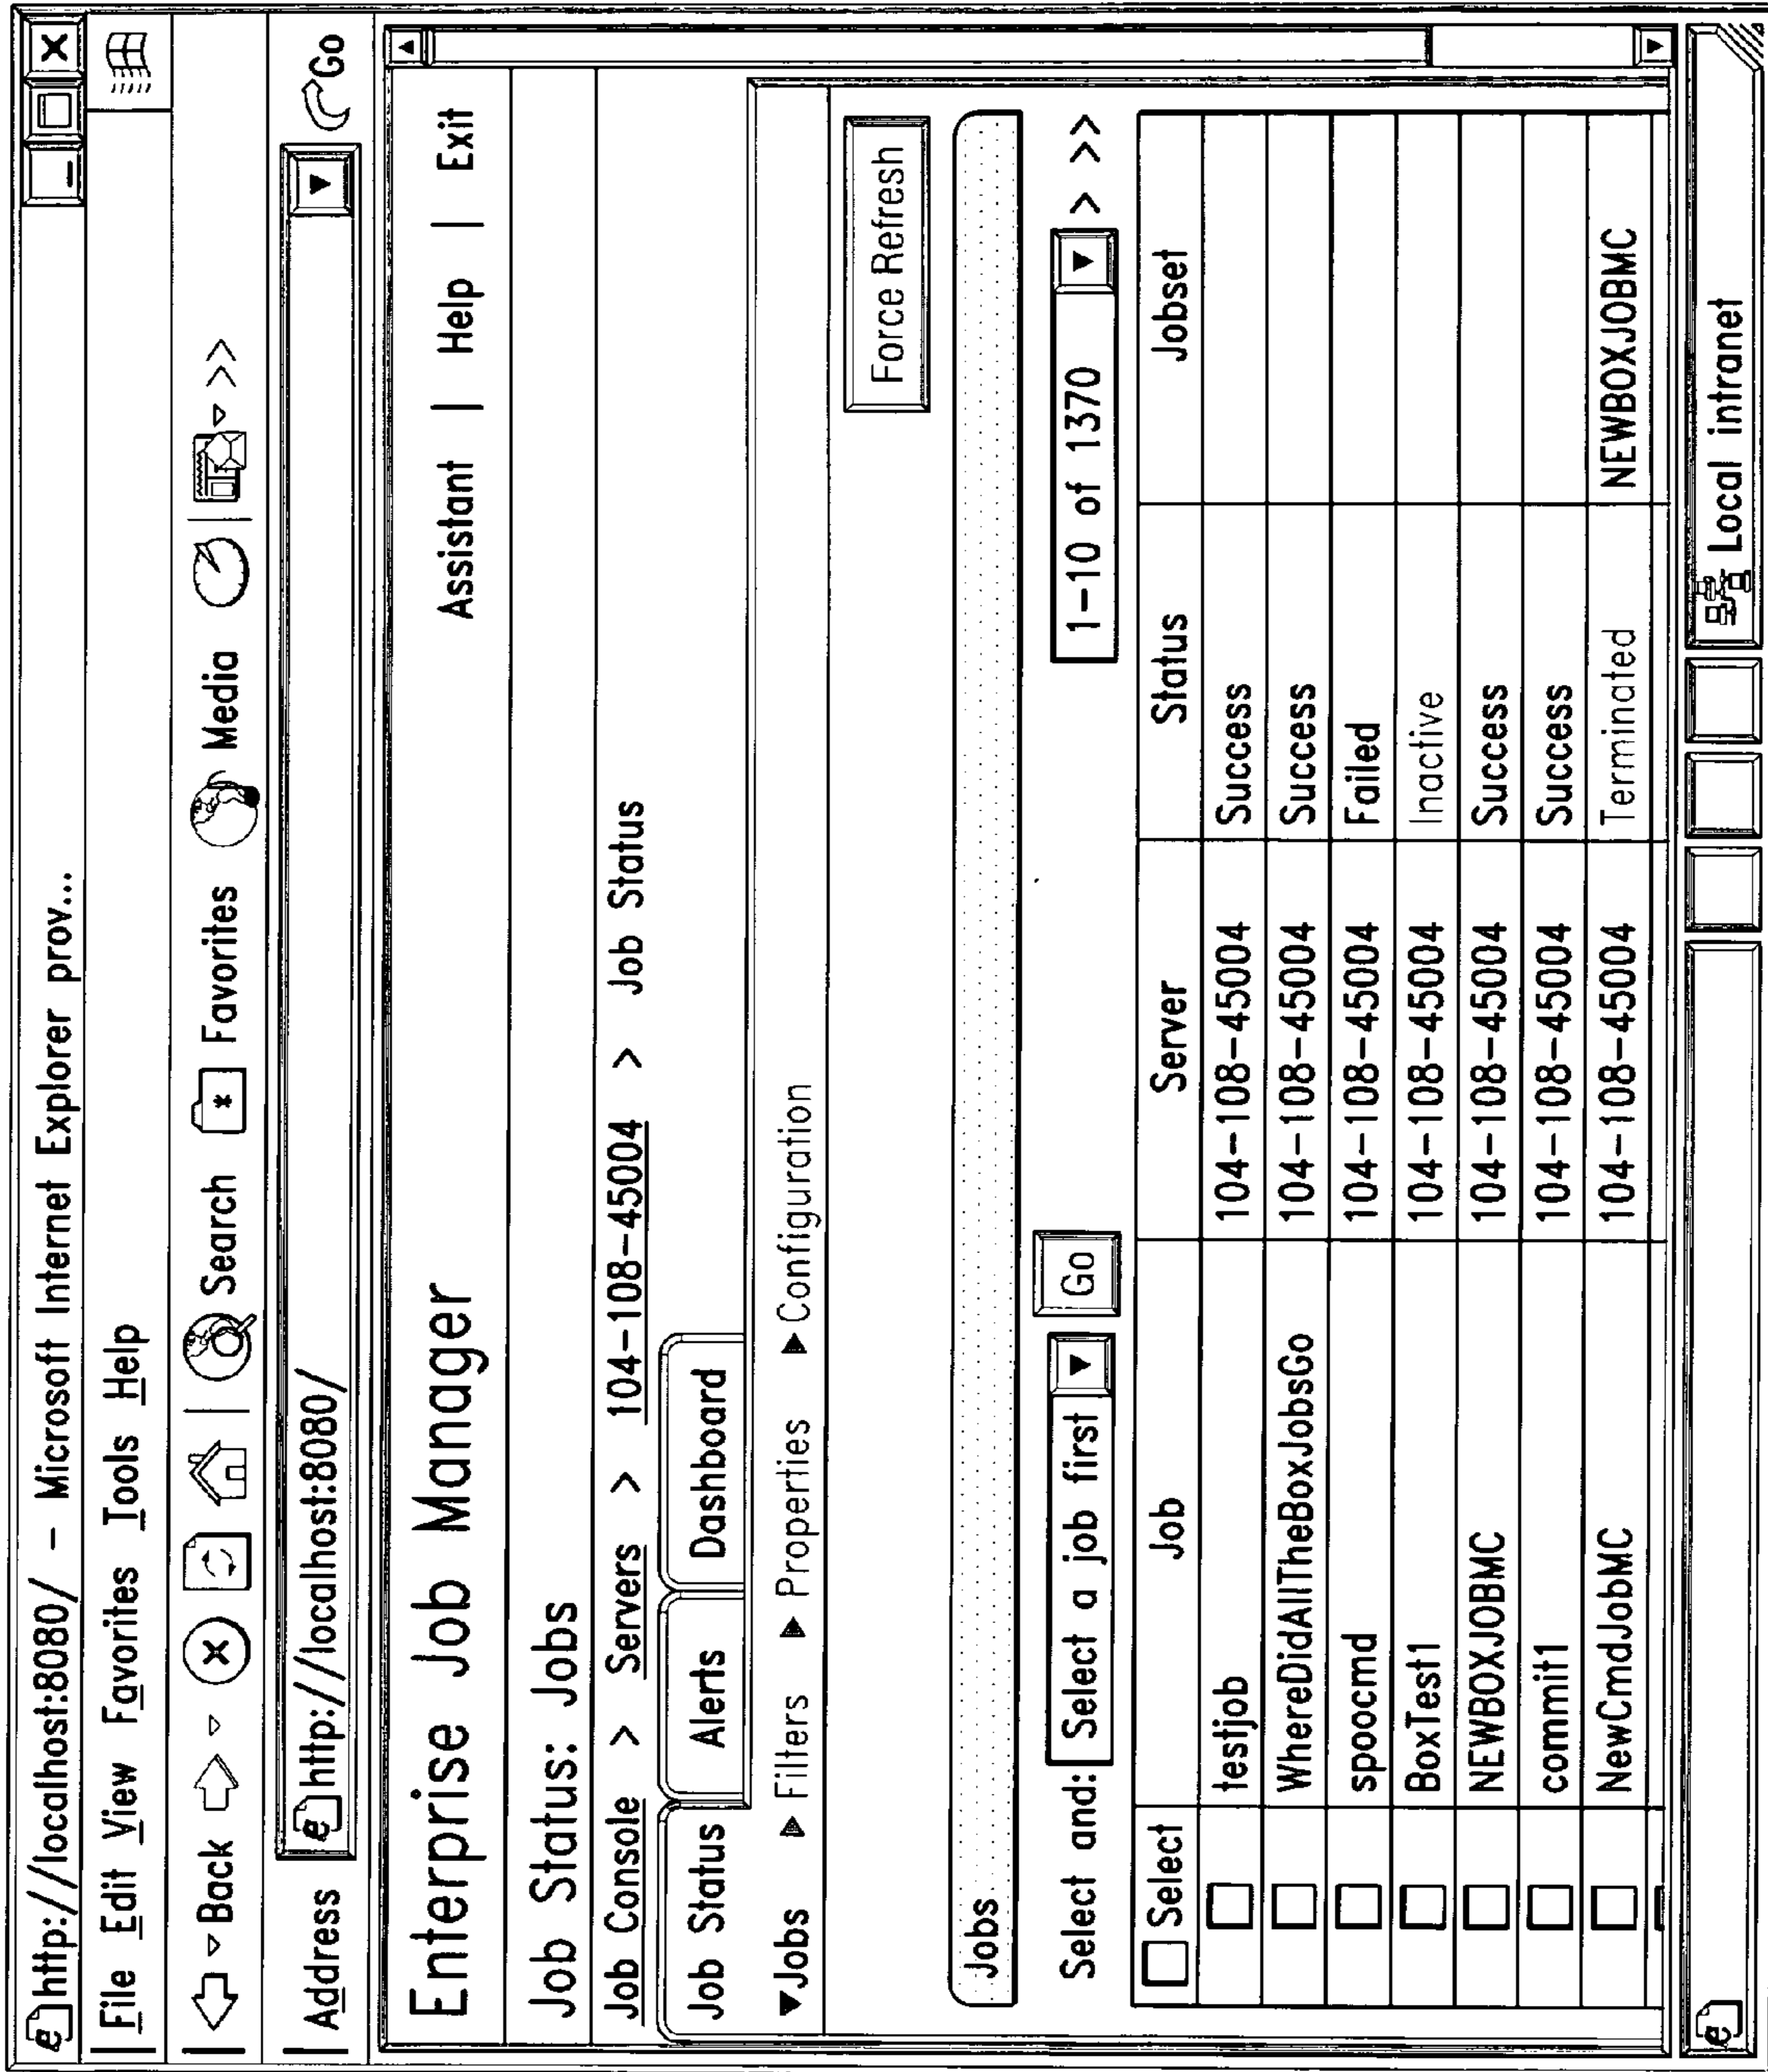 http://localhost:8080/ - Microsoft Internet Explorer prov...
File Edit View Favorites Tools Help
Back Search Favorites Media >>
Address http://localhost:8080/ Go
Enterprise Job Manager Assistant | Help | Exit
Job Status: Jobs
Job Console > Servers > 104-108-45004 > Job Status
Job Status Alerts Dashboard
▼Jobs ▶Filters ▶Properties ▶Configuration
Force Refresh
Jobs
Select and: Select a job first Go 1-10 of 1370 > >>
Select Job Server Status Jobset
testjob 104-108-45004 Success
WhereDidAllTheBoxJobsGo 104-108-45004 Success
spoocmd 104-108-45004 Failed
BoxTest1 104-108-45004 Inactive
NEWBOXJOBMC 104-108-45004 Success
commit1 104-108-45004 Success
NewCmdJobMC 104-108-45004 Terminated NEWBOXJOBMC
Local intranet